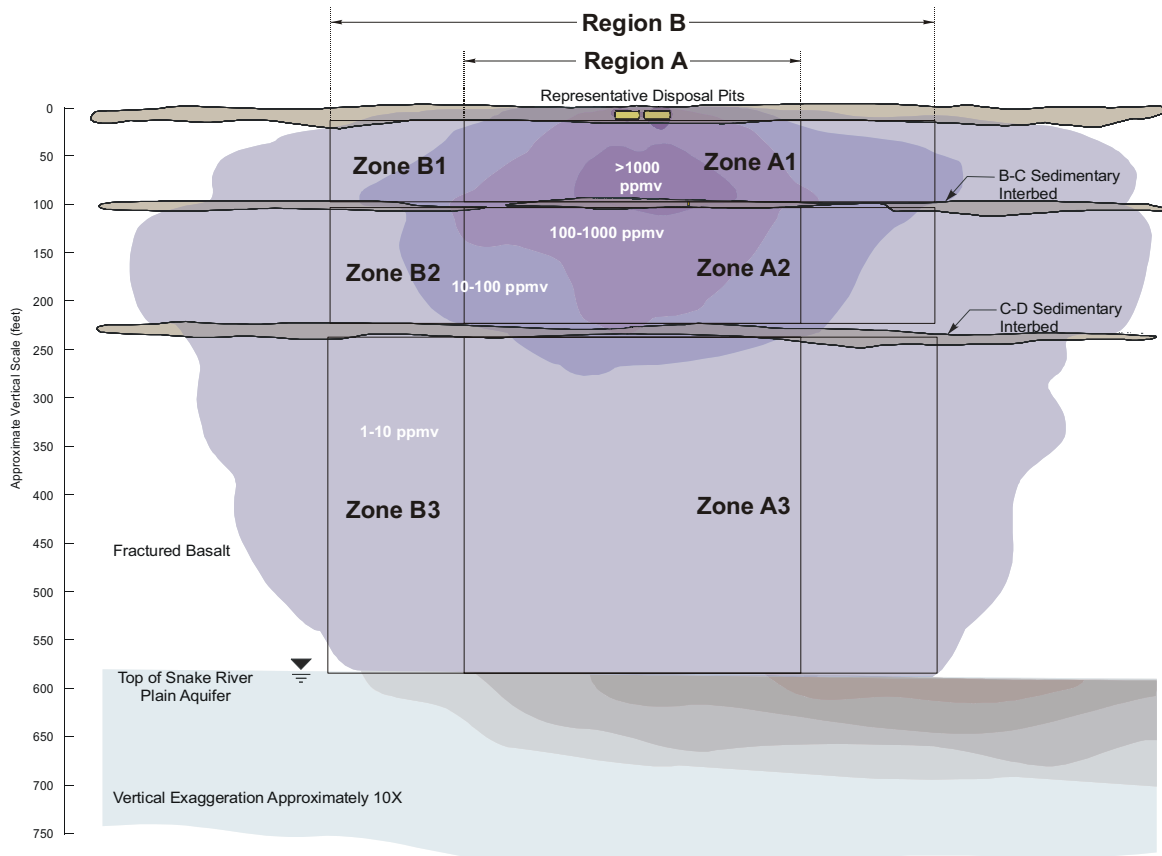 Region B
Region A
Representative Disposal Pits
0
50
100
150
200
250
300
350
400
450
500
550
600
650
700
750
Approximate Vertical Scale (feet)
Zone B1
>1000
ppmv
Zone A1
B-C Sedimentary
Interbed
100-1000 ppmv
Zone B2
10-100 ppmv
Zone A2
C-D Sedimentary
Interbed
1-10 ppmv
Zone B3
Zone A3
Fractured Basalt
Top of Snake River
Plain Aquifer
Vertical Exaggeration Approximately 10X